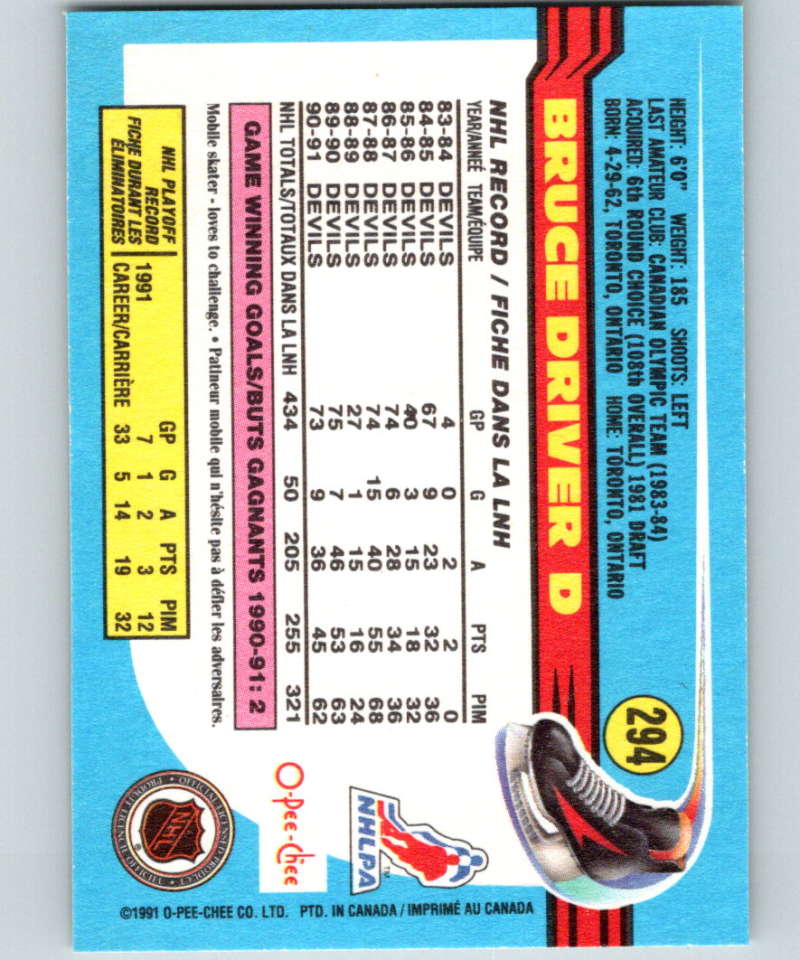 294
BRUCE DRIVER D
HEIGHT: 6'0" WEIGHT: 185 SHOOTS: LEFT
LAST AMATEUR CLUB: CANADIAN OLYMPIC TEAM (1983-84)
ACQUIRED: 6th ROUND CHOICE (108th OVERALL) 1981 DRAFT
BORN: 4-29-62, TORONTO, ONTARIO HOME: TORONTO, ONTARIO
NHL RECORD / FICHE DANS LA LNH
YEAR/ANNÉE TEAM/ÉQUIPE GP G A PTS PIM
83-84 DEVILS 4 0 2 2 0
84-85 DEVILS 67 9 23 32 36
85-86 DEVILS 40 3 15 18 32
86-87 DEVILS 74 6 28 34 36
87-88 DEVILS 74 15 40 55 68
88-89 DEVILS 27 1 15 16 24
89-90 DEVILS 75 7 46 53 63
90-91 DEVILS 73 9 36 45 62
NHL TOTALS/TOTAUX DANS LA LNH 434 50 205 255 321
GAME WINNING GOALS/BUTS GAGNANTS 1990-91: 2
Mobile skater - loves to challenge. • Patineur mobile qui n'hésite pas à défier les adversaires.
NHL PLAYOFF RECORD
FICHE DURANT LES ÉLIMINATOIRES
GP G A PTS PIM
1991 7 1 2 3 12
CAREER/CARRIÈRE 33 5 14 19 32
NHLPA
TM
O-Pee-Chee
OFFICIAL LICENSED PRODUCT • PRODUIT LICENCIÉ OFFICIEL •
NHL
®
©1991 O-PEE-CHEE CO. LTD. PTD. IN CANADA / IMPRIMÉ AU CANADA